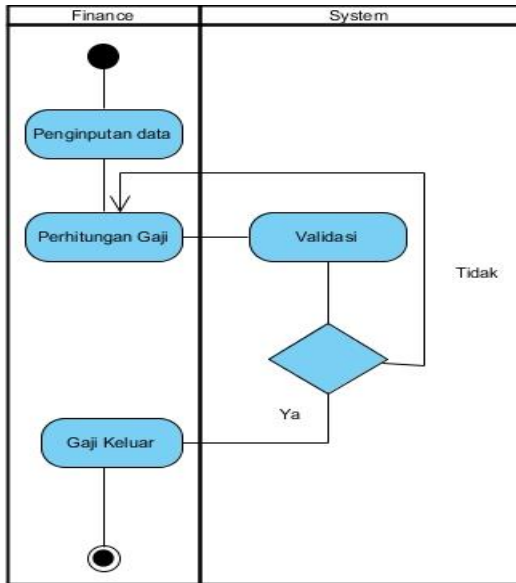 Finance
System
Penginputan data
Perhitungan Gaji
Validasi
Tidak
Ya
Gaji Keluar